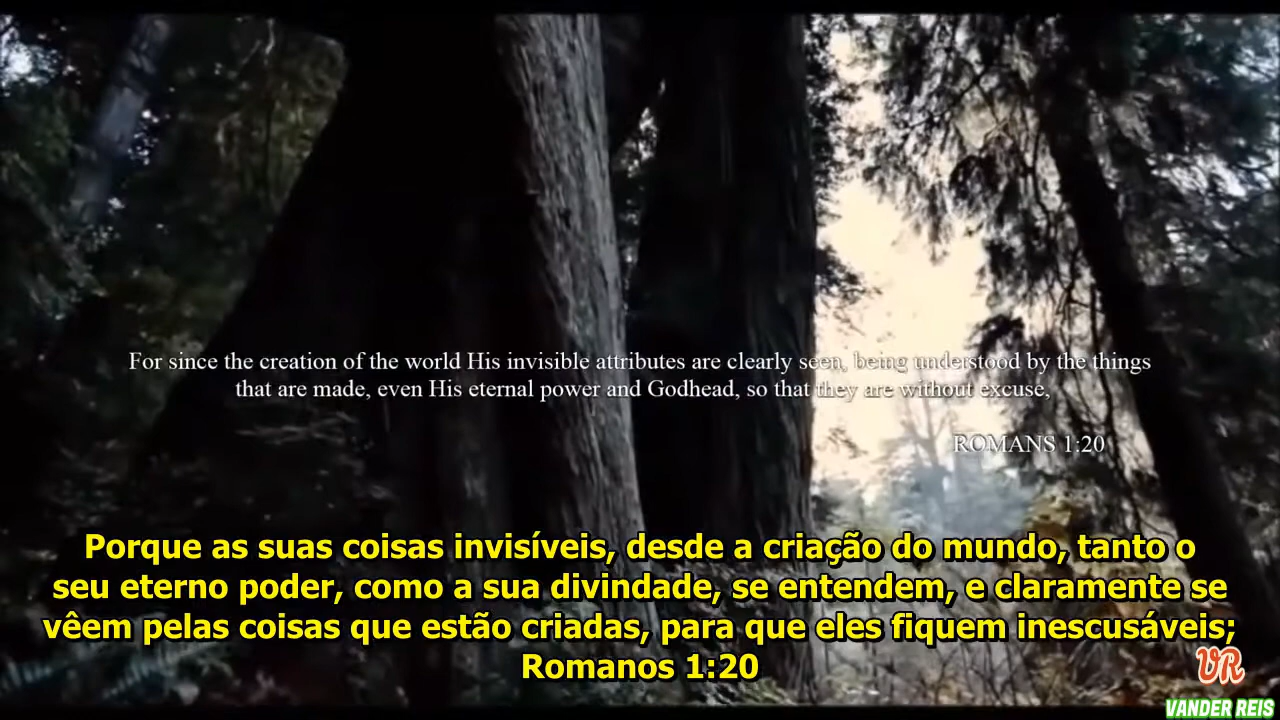 For since the creation of the world His invisible attributes are clearly seen, being understood by the things
that are made, even His eternal power and Godhead, so that they are without excuse,
ROMANS 1:20
Porque as suas coisas invisíveis, desde a criação do mundo, tanto o
seu eterno poder, como a sua divindade, se entendem, e claramente se
vêem pelas coisas que estão criadas, para que eles fiquem inescusáveis;
Romanos 1:20
VR
VANDER REIS